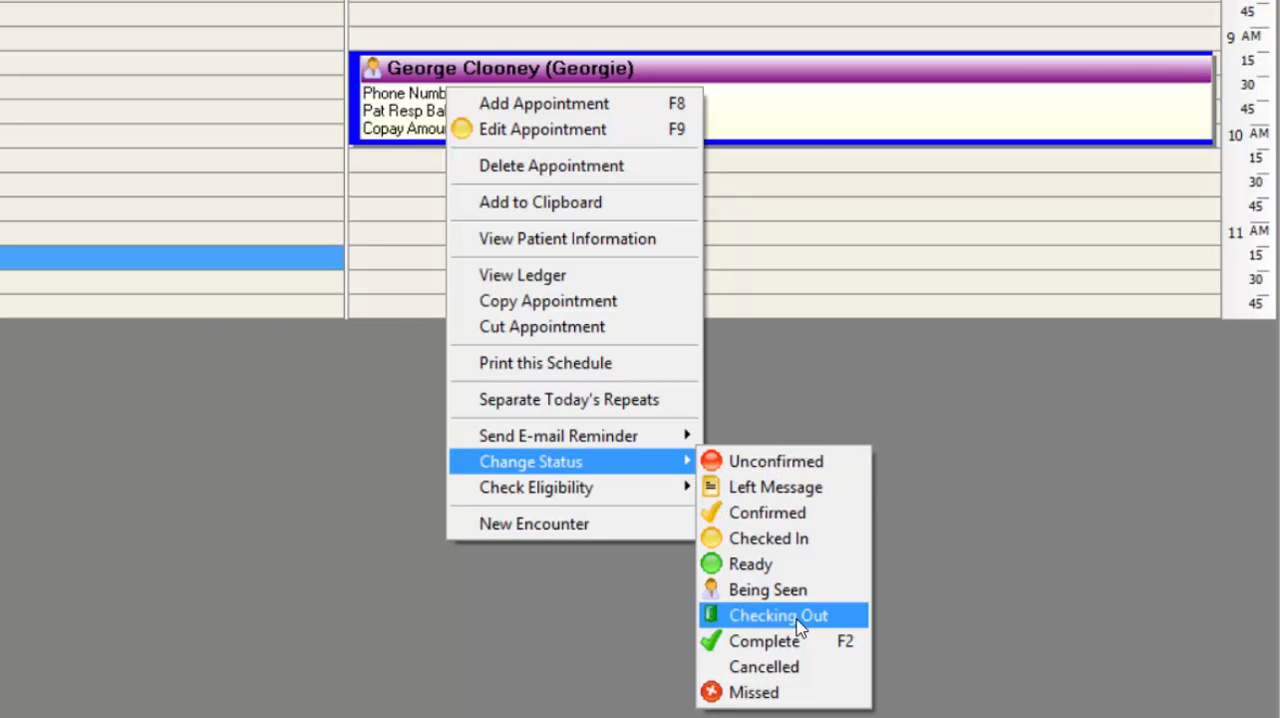 45
9 AM
George Clooney (Georgie)
15
Phone Numb
30
Pat Resp Ba
45
Copay Amou
10 AM
15
30
45
11 AM
15
30
45
Add Appointment F8
Edit Appointment F9
Delete Appointment
Add to Clipboard
View Patient Information
View Ledger
Copy Appointment
Cut Appointment
Print this Schedule
Separate Today's Repeats
Send E-mail Reminder
Change Status
Check Eligibility
New Encounter
Unconfirmed
Left Message
Confirmed
Checked In
Ready
Being Seen
Checking Out
Complete F2
Cancelled
Missed